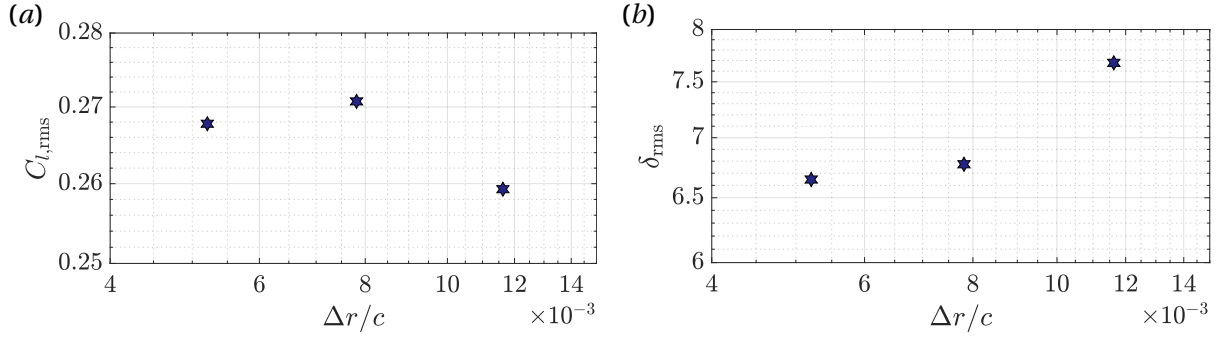 (a)
0.28
0.27
0.26
0.25
C_{l,rms}
4 6 8 10 12 14
×10⁻³
Δr/c
(b)
8
7.5
7
6.5
6
δ_{rms}
4 6 8 10 12 14
×10⁻³
Δr/c